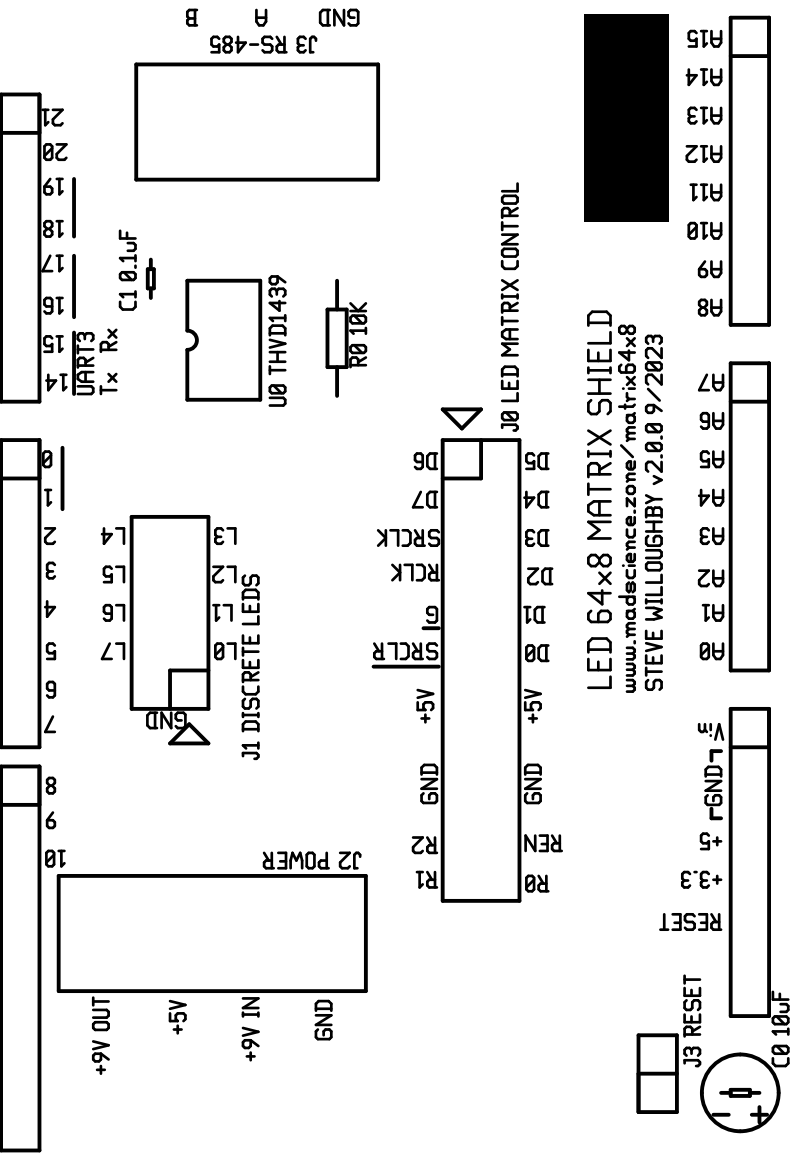 B A GND
J3 RS-485
21
20
19
18
17
16
15
14
UART3
Tx Rx
C1 0.1uF
U0 THVD1439
R0 10K
0
1
2
3
4
5
6
7
8
9
10
L4
L5
L6
L7
L3
L2
L1
L0
GND
J1 DISCRETE LEDS
J0 LED MATRIX CONTROL
D6
D7
SRCLK
RCLK
G
SRCLR
+5V
GND
R2
R1
D5
D4
D3
D2
D1
D0
+5V
GND
REN
R0
J2 POWER
+9V OUT
+5V
+9V IN
GND
LED 64x8 MATRIX SHIELD
www.madscience.zone/matrix64x8
STEVE WILLOUGHBY v2.0.0 9/2023
A15
A14
A13
A12
A11
A10
A9
A8
A7
A6
A5
A4
A3
A2
A1
A0
Vin
GND
+5
+3.3
RESET
J3 RESET
C0 10uF
- +